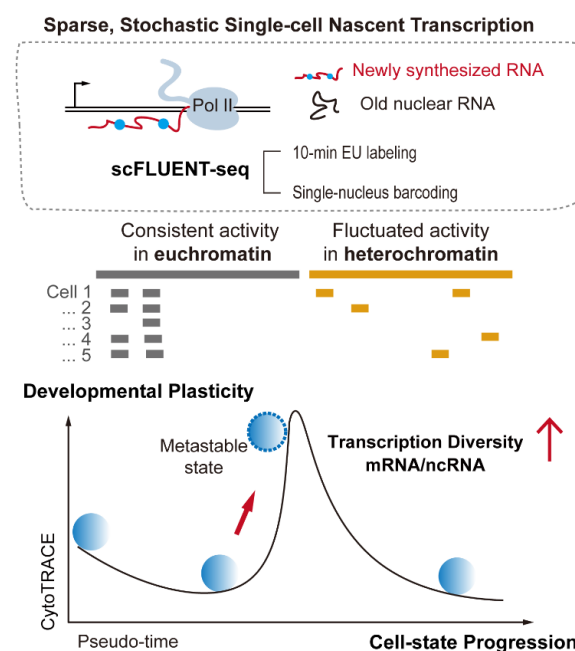 Sparse, Stochastic Single-cell Nascent Transcription
Pol II
Newly synthesized RNA
Old nuclear RNA
scFLUENT-seq
10-min EU labeling
Single-nucleus barcoding
Consistent activity
in euchromatin
Fluctuated activity
in heterochromatin
Cell 1
... 2
... 3
... 4
... 5
Developmental Plasticity
Metastable
state
Transcription Diversity
mRNA/ncRNA
CytoTRACE
Pseudo-time
Cell-state Progression